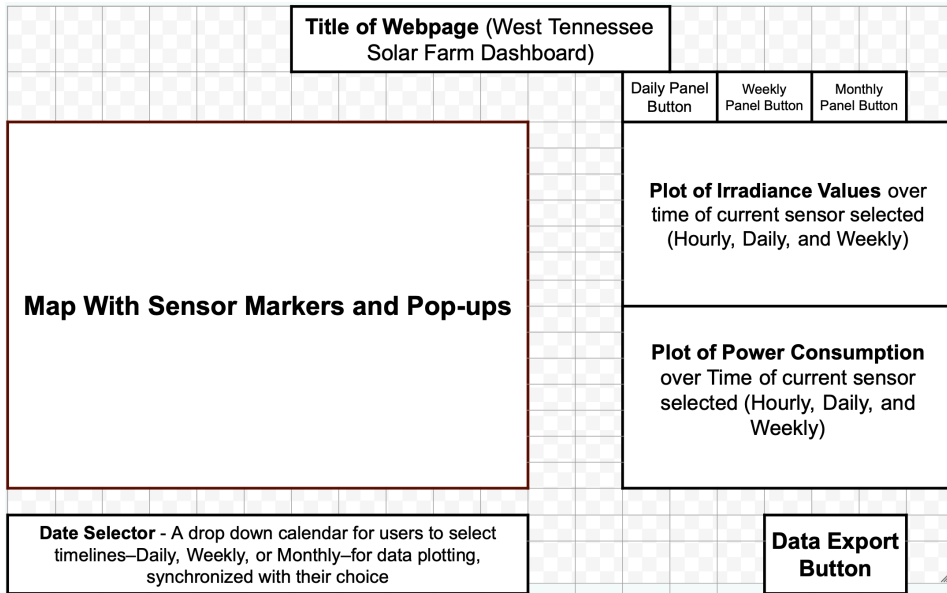 Title of Webpage (West Tennessee
Solar Farm Dashboard)
Daily Panel
Button
Weekly
Panel Button
Monthly
Panel Button
Map With Sensor Markers and Pop-ups
Plot of Irradiance Values over
time of current sensor selected
(Hourly, Daily, and Weekly)
Plot of Power Consumption
over Time of current sensor
selected (Hourly, Daily, and
Weekly)
Date Selector - A drop down calendar for users to select
timelines–Daily, Weekly, or Monthly–for data plotting,
synchronized with their choice
Data Export
Button